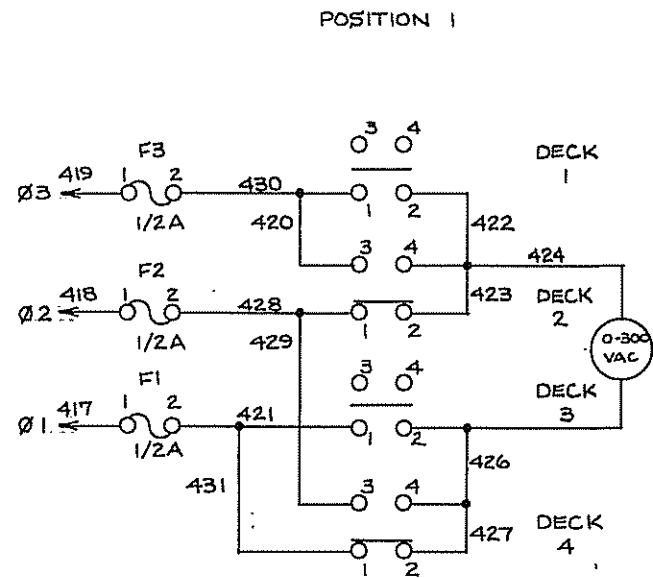 POSITION 1
3 4
F3
DECK
1
419
1 2
430
Ø3
1/2A
420
1 2
422
3 4
424
F2
423
418
1 2
428
DECK
2
Ø2
1/2A
429
1 2
0-300
VAC
3 4
F1
DECK
3
417
1 2
421
Ø1
1/2A
1 2
426
431
3 4
427
DECK
4
1 2